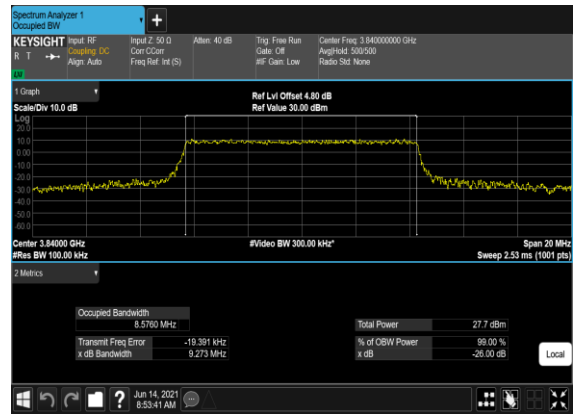 Spectrum Analyzer 1
Occupied BW
+
KEYSIGHT Input: RF Input Z: 50 Ω Atten: 40 dB Trig: Free Run Center Freq: 3.840000000 GHz
R T Coupling: DC Corr CCorr Gate: Off Avg|Hold: 500/500
Align: Auto Freq Ref: Int (S) #IF Gain: Low Radio Std: None
LXI
1 Graph
Scale/Div 10.0 dB
Ref Lvl Offset 4.80 dB
Ref Value 30.00 dBm
Log
20.0
10.0
0.00
-10.0
-20.0
-30.0
-40.0
-50.0
-60.0
Center 3.84000 GHz #Video BW 300.00 kHz* Span 20 MHz
#Res BW 100.00 kHz Sweep 2.53 ms (1001 pts)
2 Metrics
Occupied Bandwidth
8.5760 MHz Total Power 27.7 dBm
Transmit Freq Error -19.391 kHz % of OBW Power 99.00 %
x dB Bandwidth 9.273 MHz x dB -26.00 dB
Local
? Jun 14, 2021
8:53:41 AM